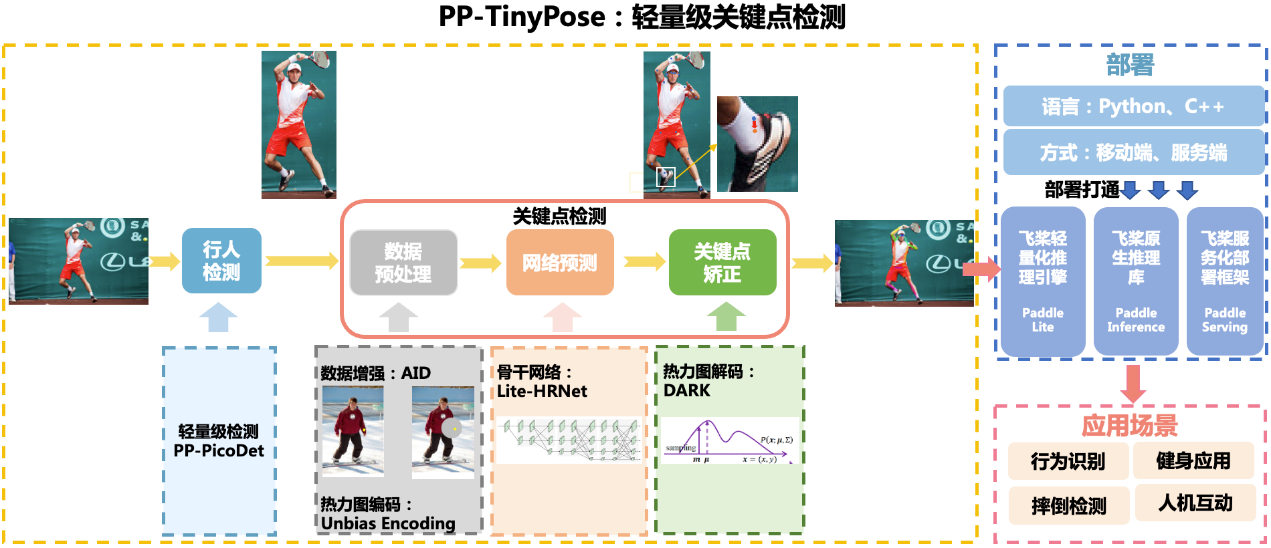 PP-TinyPose：轻量级关键点检测
部署
语言：Python、C++
方式：移动端、服务端
部署打通
飞桨轻
量化推
理引擎
Paddle
Lite
飞桨原
生推理
库
Paddle
Inference
飞桨服
务化部
署框架
Paddle
Serving
关键点检测
行人
检测
数据
预处理
网络预测
关键点
矫正
轻量级检测
PP-PicoDet
数据增强：AID
热力图编码：
Unbias Encoding
骨干网络：
Lite-HRNet
热力图解码：
DARK
sampling
P(x; μ, Σ)
m μ
x = (x, y)
应用场景
行为识别
健身应用
摔倒检测
人机互动